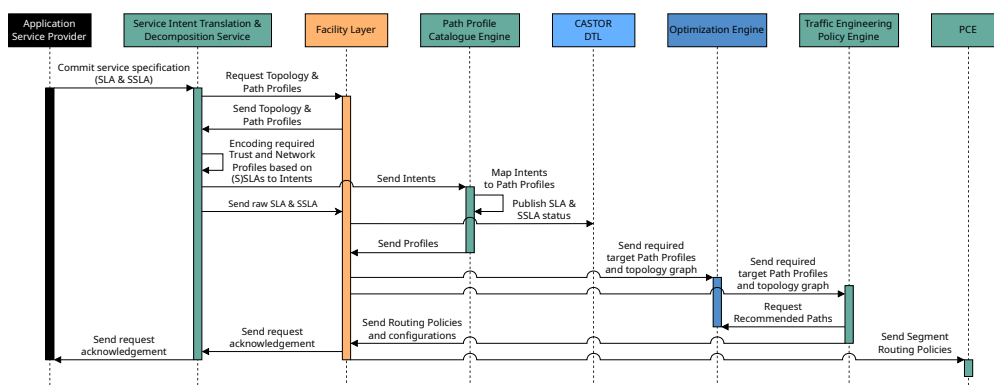 Application
Service Provider
Service Intent Translation &
Decomposition Service
Facility Layer
Path Profile
Catalogue Engine
CASTOR
DTL
Optimization Engine
Traffic Engineering
Policy Engine
PCE
Commit service specification
(SLA & SSLA)
Request Topology &
Path Profiles
Send Topology &
Path Profiles
Encoding required
Trust and Network
Profiles based on
(S)SLAs to Intents
Send Intents
Map Intents
to Path Profiles
Send raw SLA & SSLA
Publish SLA &
SSLA status
Send Profiles
Send required
target Path Profiles
and topology graph
Send required
target Path Profiles
and topology graph
Request
Recommended Paths
Send Routing Policies
and configurations
Send request
acknowledgement
Send request
acknowledgement
Send Segment
Routing Policies